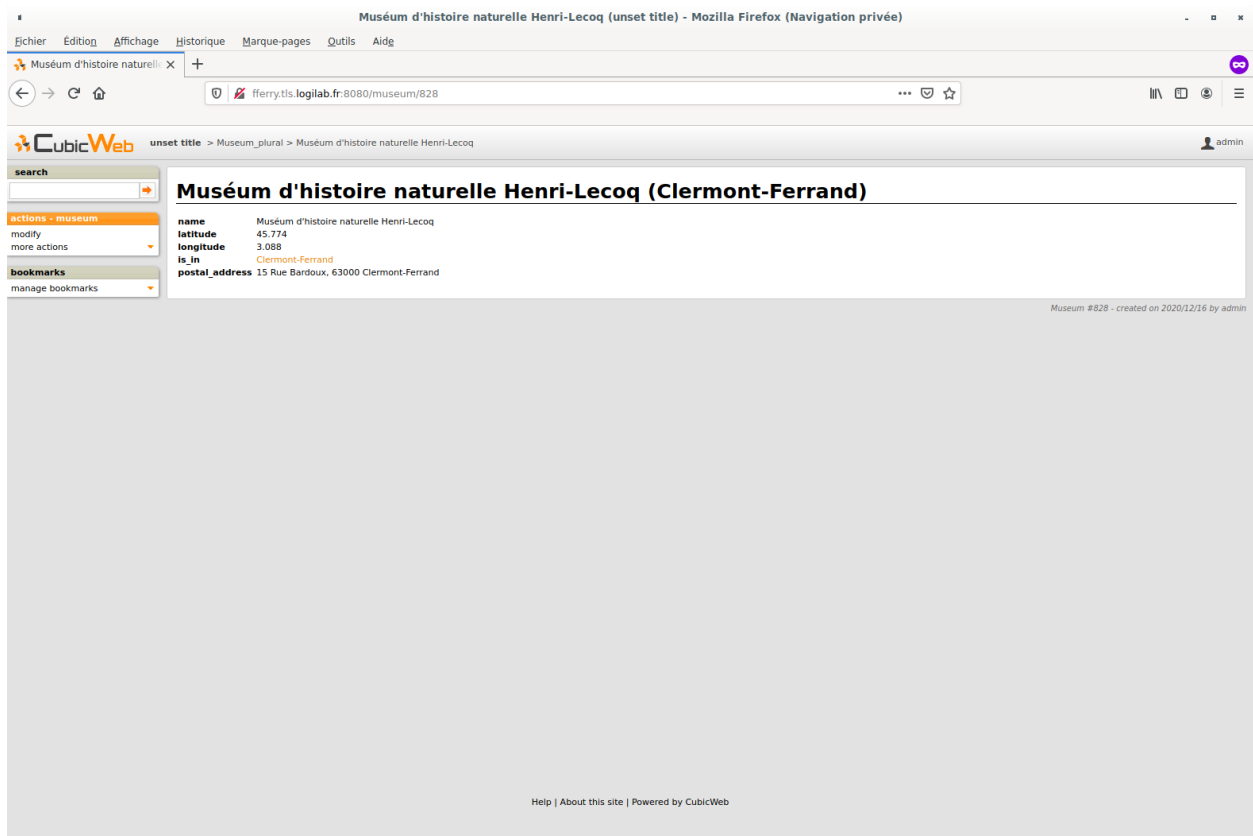 Muséum d'histoire naturelle Henri-Lecoq (unset title) - Mozilla Firefox (Navigation privée)
Fichier Édition Affichage Historique Marque-pages Outils Aide
Muséum d'histoire naturelle
fferry.tls.logilab.fr:8080/museum/828
CubicWeb unset title > Museum_plural > Muséum d'histoire naturelle Henri-Lecoq admin
search
actions - museum
modify
more actions
bookmarks
manage bookmarks
Muséum d'histoire naturelle Henri-Lecoq (Clermont-Ferrand)
name Muséum d'histoire naturelle Henri-Lecoq
latitude 45.774
longitude 3.088
is_in Clermont-Ferrand
postal_address 15 Rue Bardoux, 63000 Clermont-Ferrand
Museum #828 - created on 2020/12/16 by admin
Help | About this site | Powered by CubicWeb